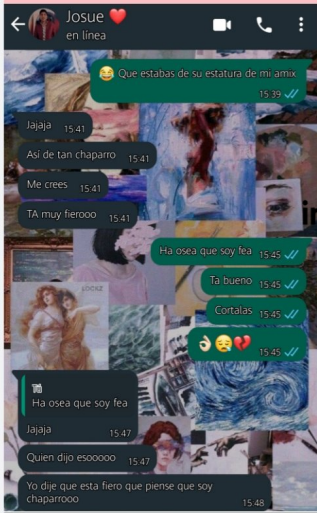 Josue ❤️
en línea
😂 Que estabas de su estatura de mi amix
15:39
Jajaja 15:41
Asi de tan chaparro 15:41
Me crees 15:41
TA muy fierooo 15:41
Ha osea que soy fea 15:45
Ta bueno 15:45
Cortalas 15:45
👌🏻😪💔 15:45
Ha osea que soy fea
Jajaja 15:47
Quien dijo esooooo 15:47
Yo dije que esta fiero que piense que soy
chaparrooo 15:48